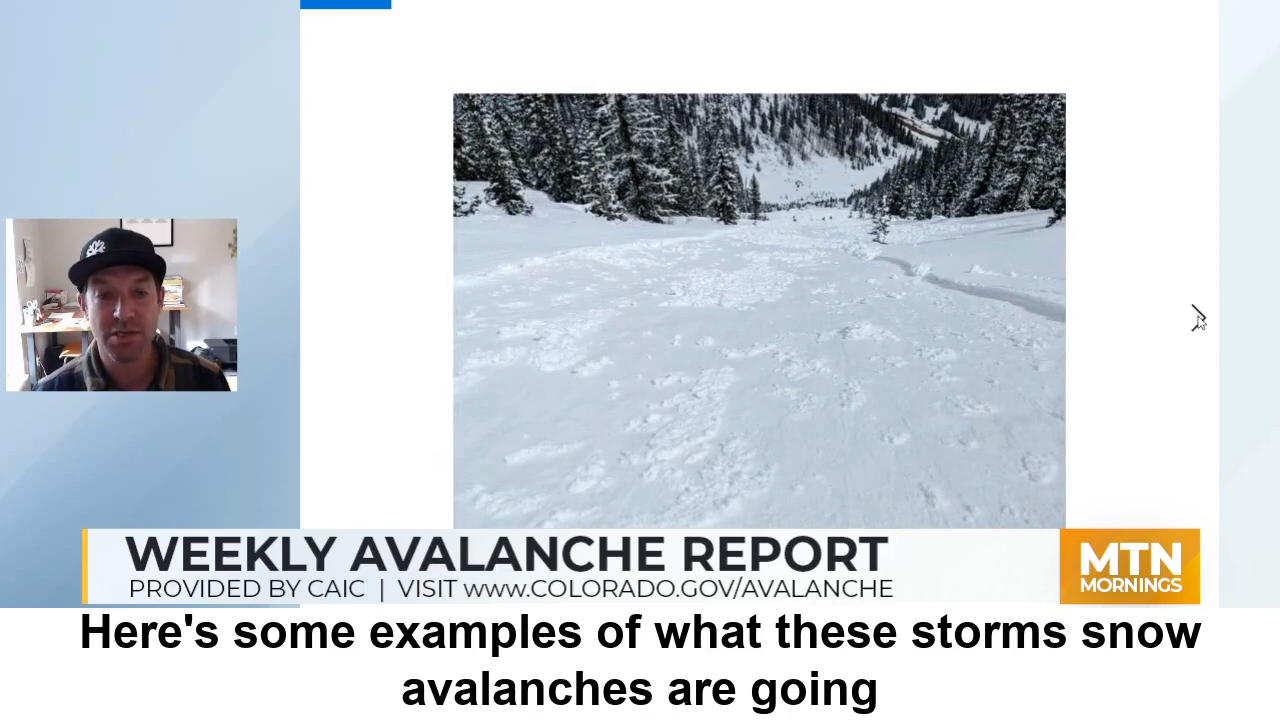 WEEKLY AVALANCHE REPORT
PROVIDED BY CAIC | VISIT www.COLORADO.GOV/AVALANCHE
MTN
MORNINGS
Here's some examples of what these storms snow
avalanches are going